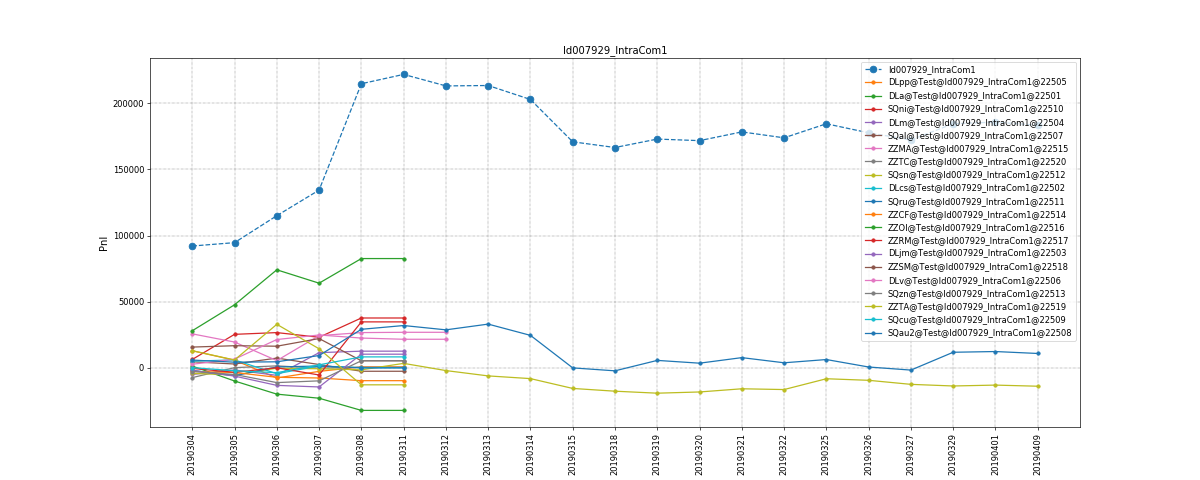 Id007929_IntraCom1
Pnl
200000
150000
100000
50000
0
Id007929_IntraCom1
DLpp@Test@Id007929_IntraCom1@22505
DLa@Test@Id007929_IntraCom1@22501
SQni@Test@Id007929_IntraCom1@22510
DLm@Test@Id007929_IntraCom1@22504
SQal@Test@Id007929_IntraCom1@22507
ZZMA@Test@Id007929_IntraCom1@22515
ZZTC@Test@Id007929_IntraCom1@22520
SQsn@Test@Id007929_IntraCom1@22512
DLcs@Test@Id007929_IntraCom1@22502
SQru@Test@Id007929_IntraCom1@22511
ZZCF@Test@Id007929_IntraCom1@22514
ZZOI@Test@Id007929_IntraCom1@22516
ZZRM@Test@Id007929_IntraCom1@22517
DLjm@Test@Id007929_IntraCom1@22503
ZZSM@Test@Id007929_IntraCom1@22518
DLv@Test@Id007929_IntraCom1@22506
SQzn@Test@Id007929_IntraCom1@22513
ZZTA@Test@Id007929_IntraCom1@22519
SQcu@Test@Id007929_IntraCom1@22509
SQau2@Test@Id007929_IntraCom1@22508
20190304
20190305
20190306
20190307
20190308
20190311
20190312
20190313
20190314
20190315
20190318
20190319
20190320
20190321
20190322
20190325
20190326
20190327
20190329
20190401
20190409